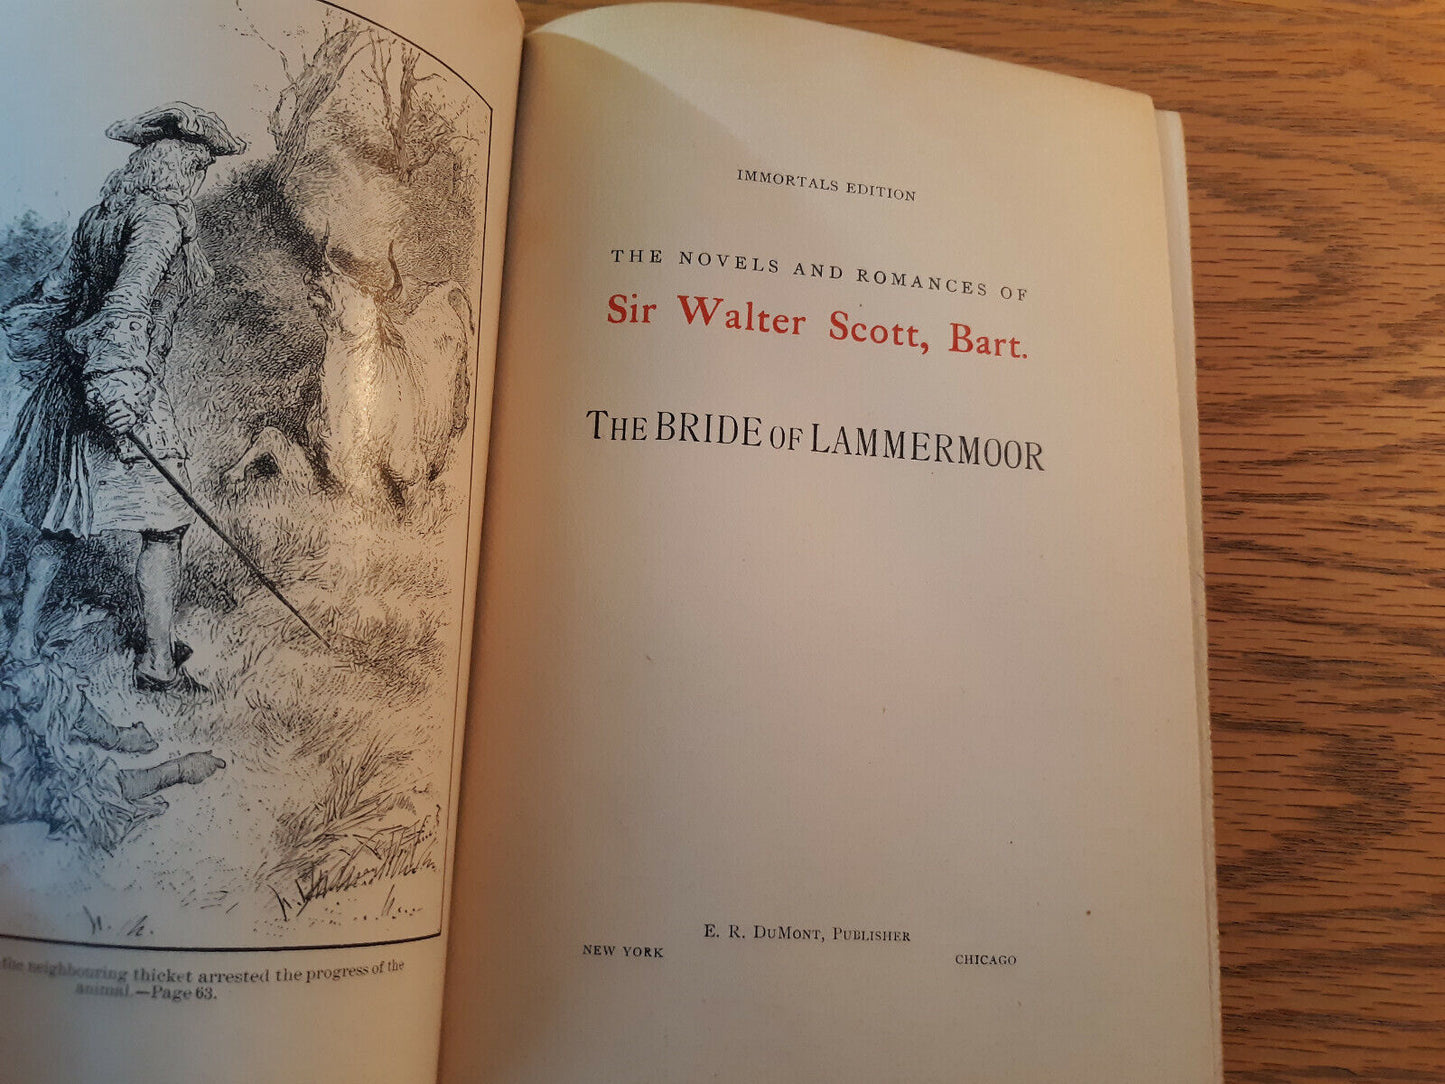 the neighbouring thicket arrested the progress of the
animal.—Page 63.
IMMORTALS EDITION
THE NOVELS AND ROMANCES OF
Sir Walter Scott, Bart.
THE BRIDE OF LAMMERMOOR
E. R. DUMONT, PUBLISHER
NEW YORK CHICAGO